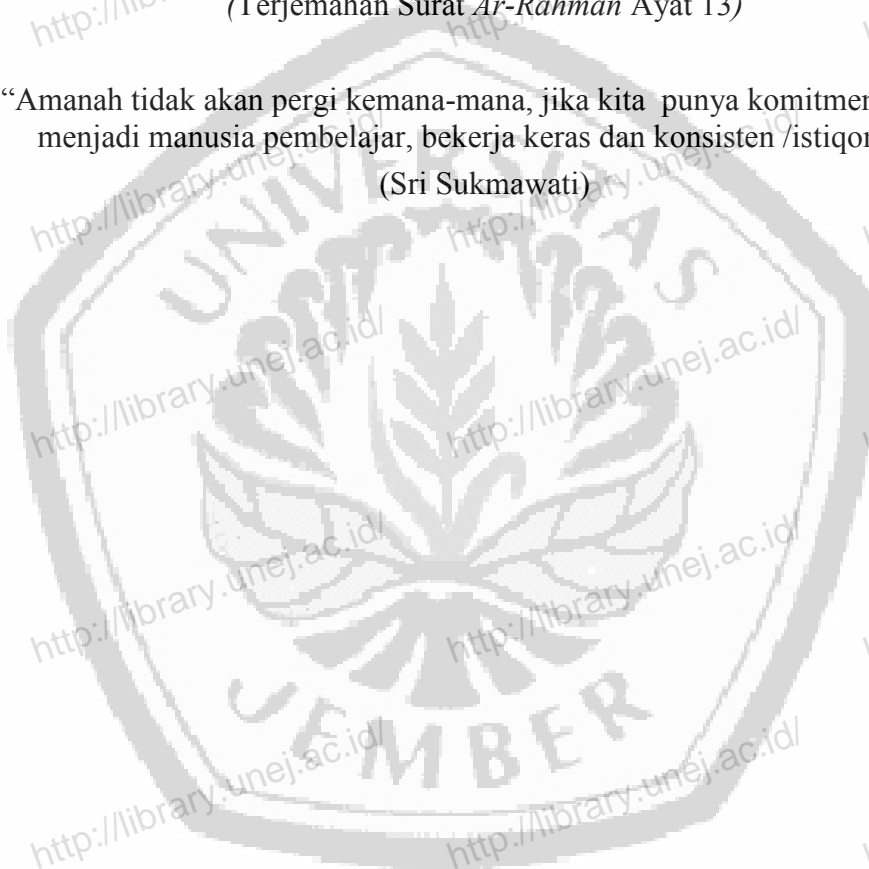 (Terjemahan Surat Ar-Rahman Ayat 13)
“Amanah tidak akan pergi kemana-mana, jika kita punya komitmen
menjadi manusia pembelajar, bekerja keras dan konsisten
(Sri Sukmawati)
UNIVERSITAS
JEMBER
http://library.unej.ac.id/
http://library.unej.ac.id/
http://library.unej.ac.id/
http://library.unej.ac.id/
http://library.unej.ac.id/
http://library.unej.ac.id/
http://library.unej.ac.id/
http://library.unej.ac.id/